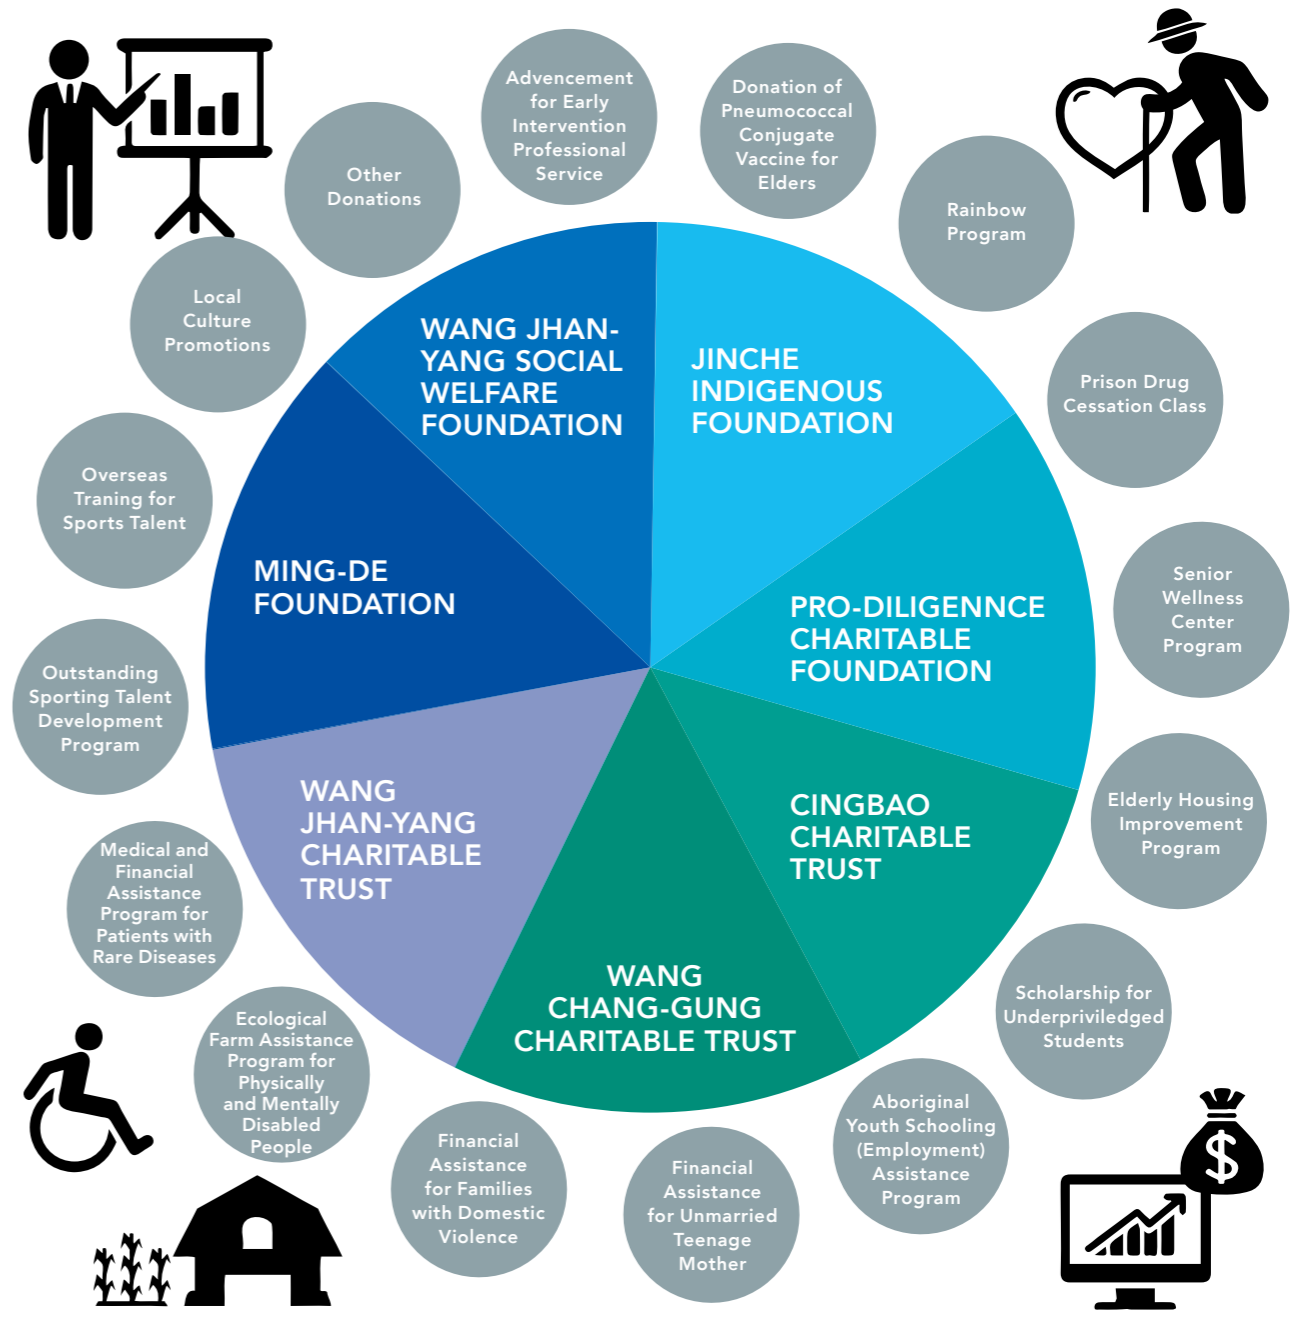 Advencement
for Early
Intervention
Professional
Service
Donation of
Pneumococcal
Conjugate
Vaccine for
Elders
Rainbow
Program
Prison Drug
Cessation Class
Senior
Wellness
Center
Program
Elderly Housing
Improvement
Program
Scholarship for
Underpriviledged
Students
Aboriginal
Youth Schooling
(Employment)
Assistance
Program
Financial
Assistance
for Unmarried
Teenage
Mother
Financial
Assistance
for Families
with Domestic
Violence
Ecological
Farm Assistance
Program for
Physically
and Mentally
Disabled
People
Medical and
Financial
Assistance
Program for
Patients with
Rare Diseases
Outstanding
Sporting Talent
Development
Program
Overseas
Traning for
Sports Talent
Local
Culture
Promotions
Other
Donations
WANG JHAN-
YANG SOCIAL
WELFARE
FOUNDATION
JINCHE
INDIGENOUS
FOUNDATION
PRO-DILIGENNCE
CHARITABLE
FOUNDATION
CINGBAO
CHARITABLE
TRUST
WANG
CHANG-GUNG
CHARITABLE TRUST
WANG
JHAN-YANG
CHARITABLE
TRUST
MING-DE
FOUNDATION
$